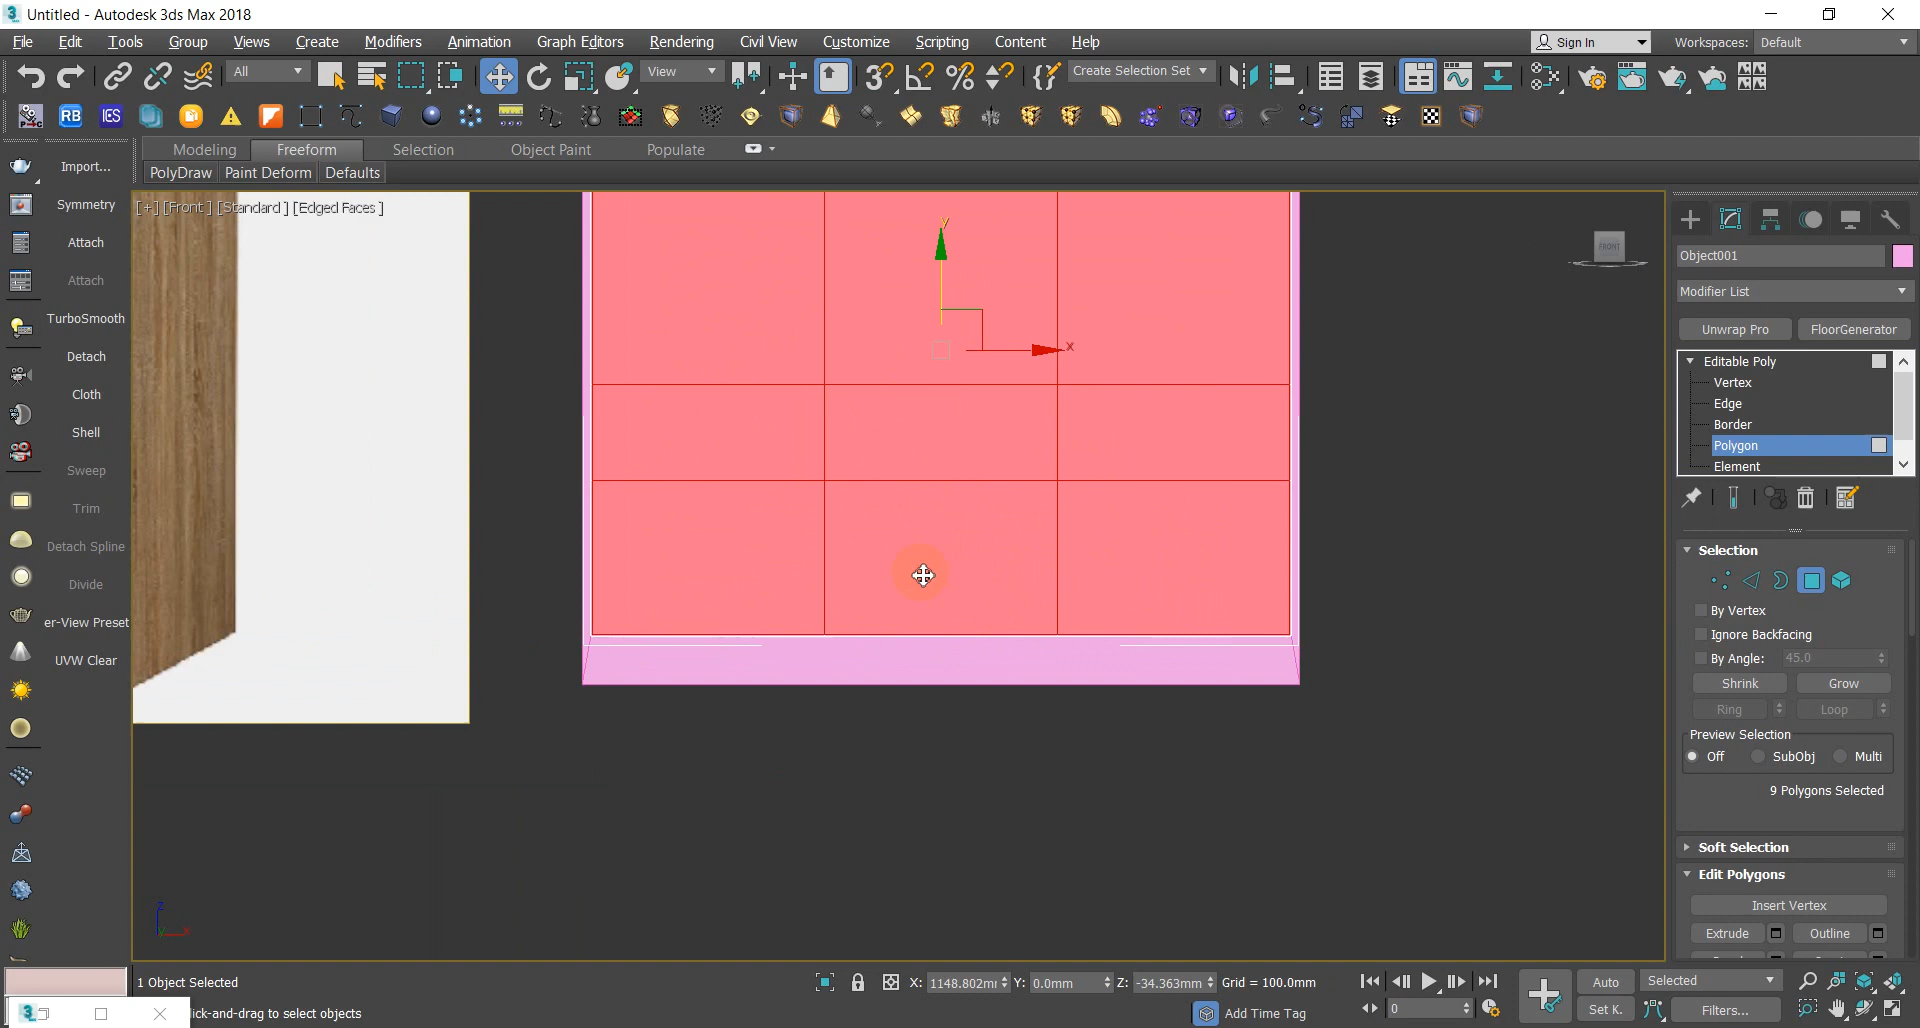 Untitled - Autodesk 3ds Max 2018
File Edit Tools Group Views Create Modifiers Animation Graph Editors Rendering Civil View Customize Scripting Content Help
Sign In Workspaces: Default
All View Create Selection Set
RB IES
Modeling Freeform Selection Object Paint Populate
PolyDraw Paint Deform Defaults
Import...
Symmetry
Attach
Attach
TurboSmooth
Detach
Cloth
Shell
Sweep
Trim
Detach Spline
Divide
er-View Preset
UVW Clear
[+] [Front ] [Standard ] [Edged Faces ]
y
x
FRONT
z
x
Object001
Modifier List
Unwrap Pro FloorGenerator
Editable Poly
Vertex
Edge
Border
Polygon
Element
Selection
By Vertex
Ignore Backfacing
By Angle: 45.0
Shrink Grow
Ring Loop
Preview Selection
Off SubObj Multi
9 Polygons Selected
Soft Selection
Edit Polygons
Insert Vertex
Extrude Outline
1 Object Selected
lick-and-drag to select objects
X: 1148.802mm Y: 0.0mm Z: -34.363mm Grid = 100.0mm
Add Time Tag
0
Auto Selected
Set K. Filters...